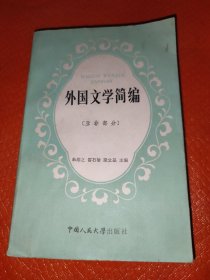 外国文学简编
〔亚非部分〕
朱维之 雷石榆 梁立基 主编
中国人民大学出版社